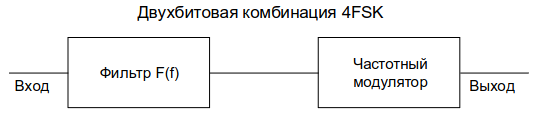 Двухбитовая комбинация 4FSK
Вход
Фильтр F(f)
Частотный
модулятор
Выход